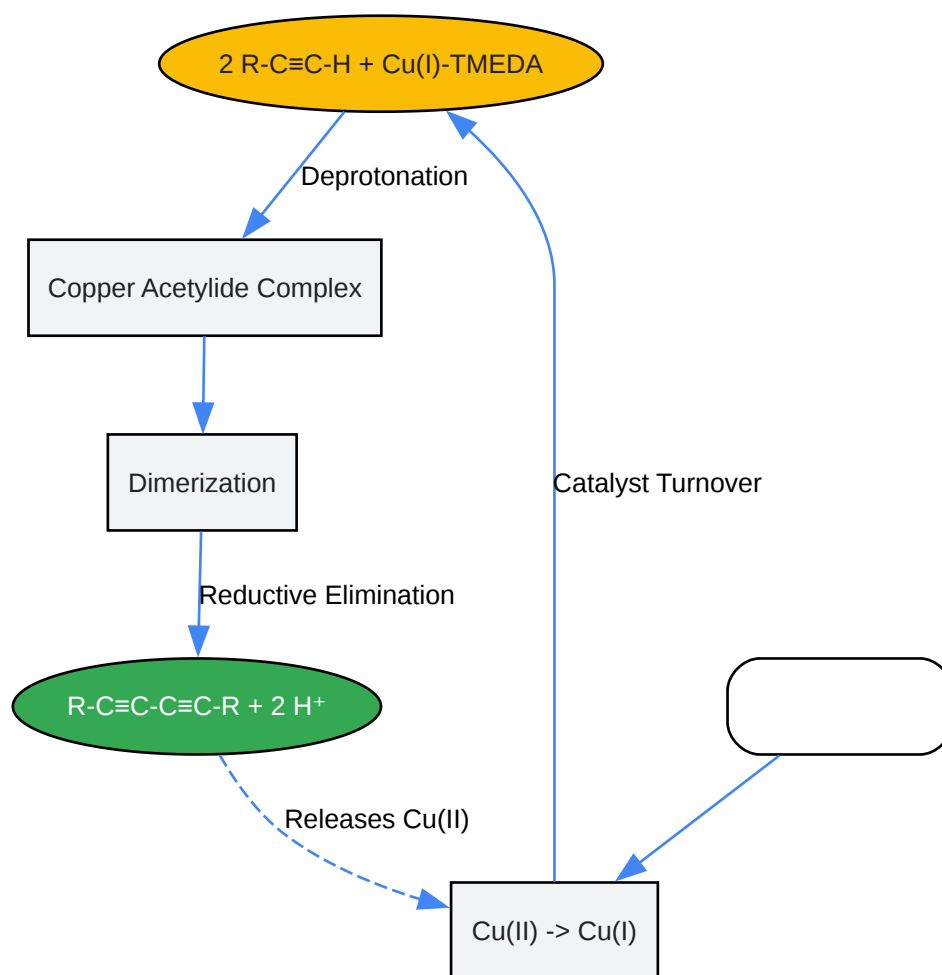 2 R-C≡C-H + Cu(I)-TMEDA
Deprotonation
Copper Acetylide Complex
Dimerization
Catalyst Turnover
Reductive Elimination
R-C≡C-C≡C-R + 2 H⁺
Releases Cu(II)
Cu(II) -> Cu(I)